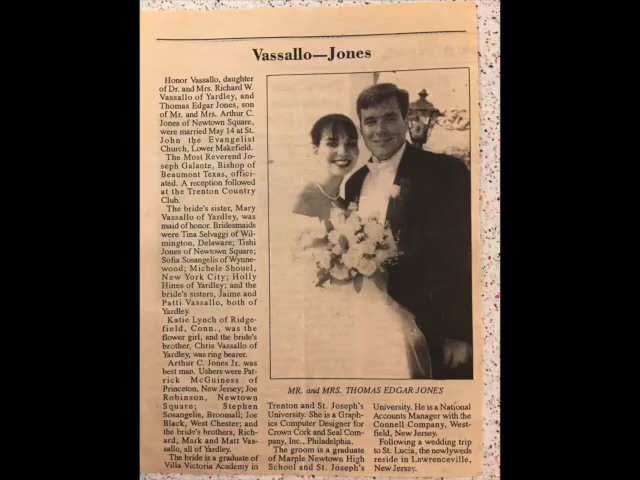 Vassallo—Jones
Honor Vassallo, daughter
of Dr. and Mrs. Richard W.
Vassallo of Yardley, and
Thomas Edgar Jones, son
of Mr. and Mrs. Arthur C.
Jones of Newtown Square,
were married May 14 at St.
John the Evangelist
Church, Lower Makefield.
The Most Reverend Jo-
seph Galante, Bishop of
Beaumont Texas, offici-
ated. A reception followed
at the Trenton Country
Club.
The bride's sister, Mary
Vassallo of Yardley, was
maid of honor. Bridesmaids
were Tina Selvaggi of Wil-
mington, Delaware; Tishi
Jones of Newtown Square;
Sofia Sosangelis of Wynne-
wood; Michele Shouel,
New York City; Holly
Hines of Yardley; and the
bride's sisters, Jaime and
Patti Vassallo, both of
Yardley.
Katie Lynch of Ridge-
field, Conn., was the
flower girl, and the bride's
brother, Chris Vassallo of
Yardley, was ring bearer.
Arthur C. Jones Jr. was
best man. Ushers were Pat-
rick McGuiness of
Princeton, New Jersey; Joe
Robinson, Newtown
Square; Stephen
Sosangelis, Broomall; Joe
Black, West Chester; and
the bride's brothers, Rich-
ard, Mark and Matt Vas-
sallo, all of Yardley.
The bride is a graduate of
Villa Victoria Academy in
MR. and MRS. THOMAS EDGAR JONES
Trenton and St. Joseph's
University. She is a Graph-
ics Computer Designer for
Crown Cork and Seal Com-
pany, Inc., Philadelphia.
The groom is a graduate
of Marple Newtown High
School and St. Joseph's
University. He is a National
Accounts Manager with the
Connell Company, West-
field, New Jersey.
Following a wedding trip
to St. Lucia, the newlyweds
reside in Lawrenceville,
New Jersey.